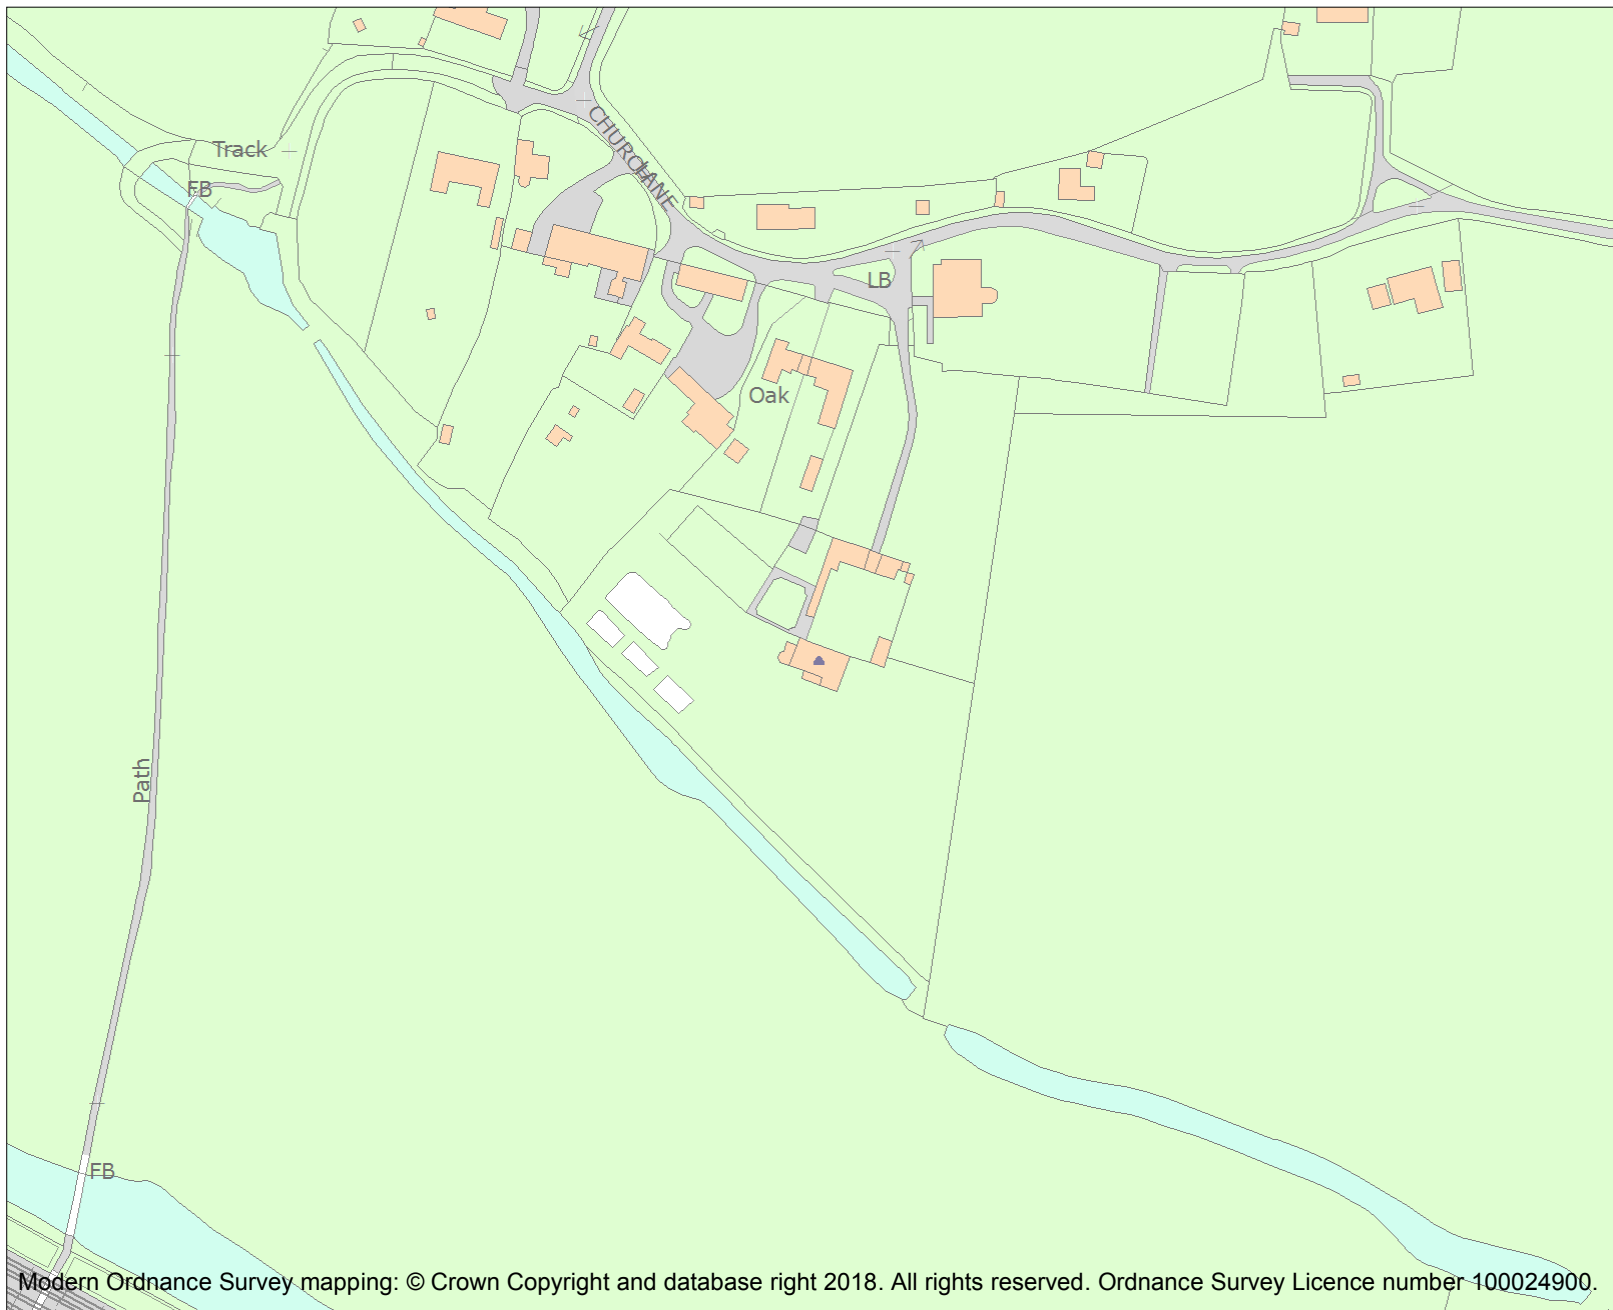 CHURCH LANE
Track
FB
LB
Oak
Path
FB
Modern Ordnance Survey mapping: © Crown Copyright and database right 2018. All rights reserved. Ordnance Survey Licence number 100024900.